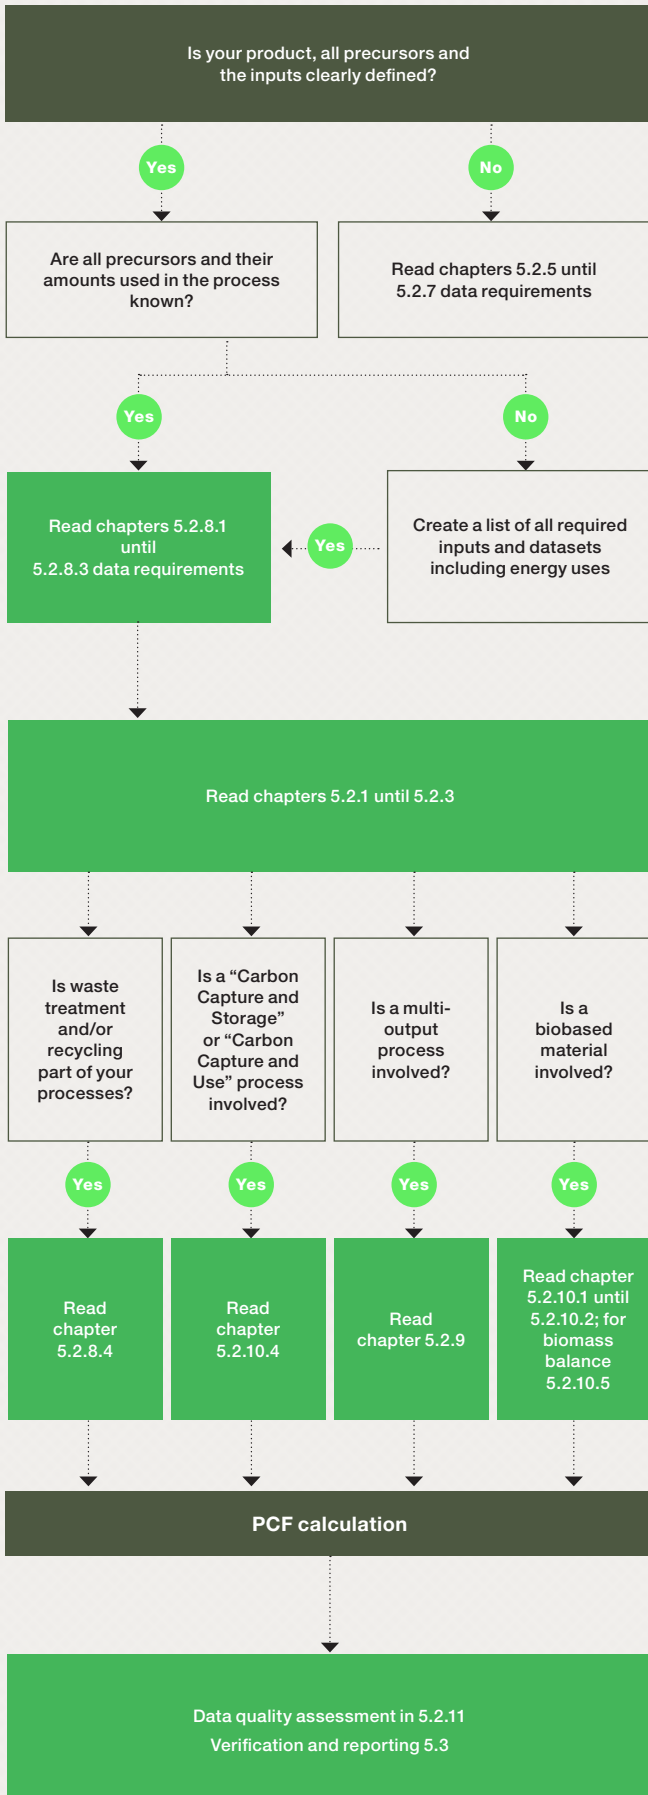 Is your product, all precursors and
the inputs clearly defined?
Yes
No
Are all precursors and their
amounts used in the process
known?
Read chapters 5.2.5 until
5.2.7 data requirements
Yes
No
Read chapters 5.2.8.1
until
5.2.8.3 data requirements
Yes
Create a list of all required
inputs and datasets
including energy uses
Read chapters 5.2.1 until 5.2.3
Is waste
treatment
and/or
recycling
part of your
processes?
Is a “Carbon
Capture and
Storage”
or “Carbon
Capture and
Use” process
involved?
Is a multi-
output
process
involved?
Is a
biobased
material
involved?
Yes
Yes
Yes
Yes
Read
chapter
5.2.8.4
Read
chapter
5.2.10.4
Read
chapter 5.2.9
Read chapter
5.2.10.1 until
5.2.10.2; for
biomass
balance
5.2.10.5
PCF calculation
Data quality assessment in 5.2.11
Verification and reporting 5.3